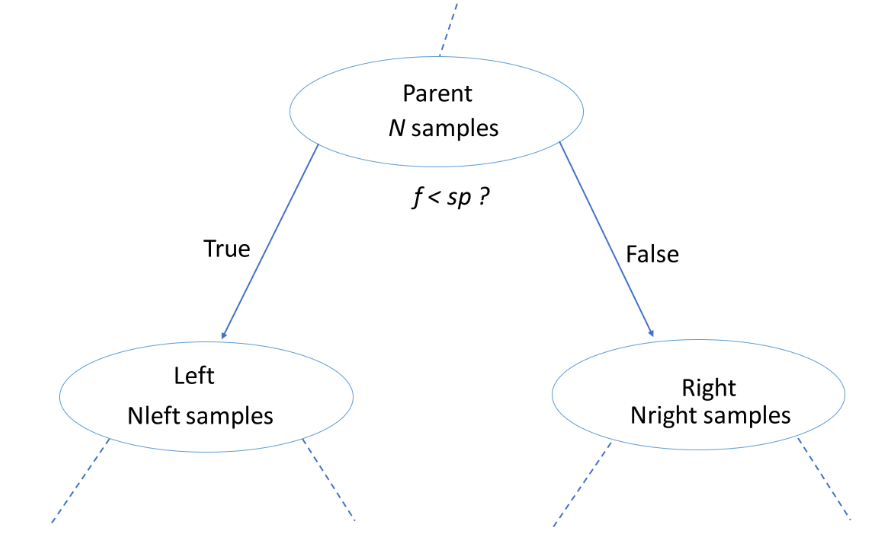 Parent
N samples
f < sp ?
True
False
Left
Nleft samples
Right
Nright samples